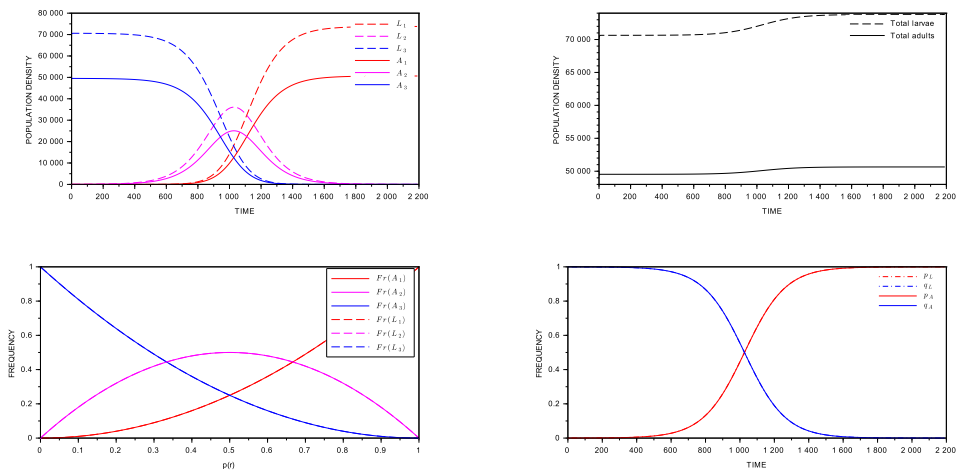 80 000
70 000
60 000
50 000
40 000
30 000
20 000
10 000
0
POPULATION DENSITY
0 200 400 600 800 1 000 1 200 1 400 1 600 1 800 2 000 2 200
TIME
L1
L2
L3
A1
A2
A3
70 000
65 000
60 000
55 000
50 000
POPULATION DENSITY
0 200 400 600 800 1 000 1 200 1 400 1 600 1 800 2 000 2 200
TIME
Total larvae
Total adults
1
0.8
0.6
0.4
0.2
0
FREQUENCY
0 0.1 0.2 0.3 0.4 0.5 0.6 0.7 0.8 0.9 1
p(r)
Fr(A1)
Fr(A2)
Fr(A3)
Fr(L1)
Fr(L2)
Fr(L3)
1
0.8
0.6
0.4
0.2
0
FREQUENCY
0 200 400 600 800 1 000 1 200 1 400 1 600 1 800 2 000 2 200
TIME
pL
qL
pA
qA